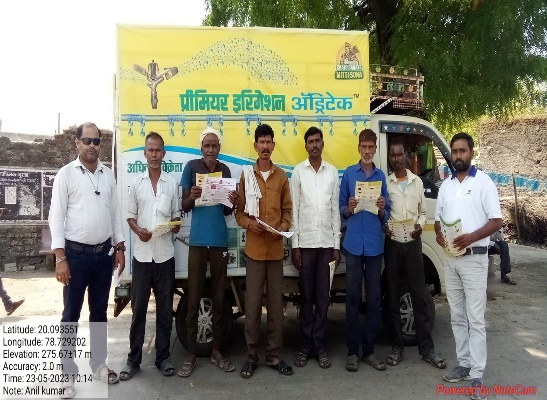 प्रीमियर इरिगेशन ॲड्रिटेक™
Latitude: 20.093551
Longitude: 78.729202
Elevation: 275.67±17 m
Accuracy: 2.0 m
Time: 23-05-2023 10:14
Note: Anil kumar
Powered by NoteCam